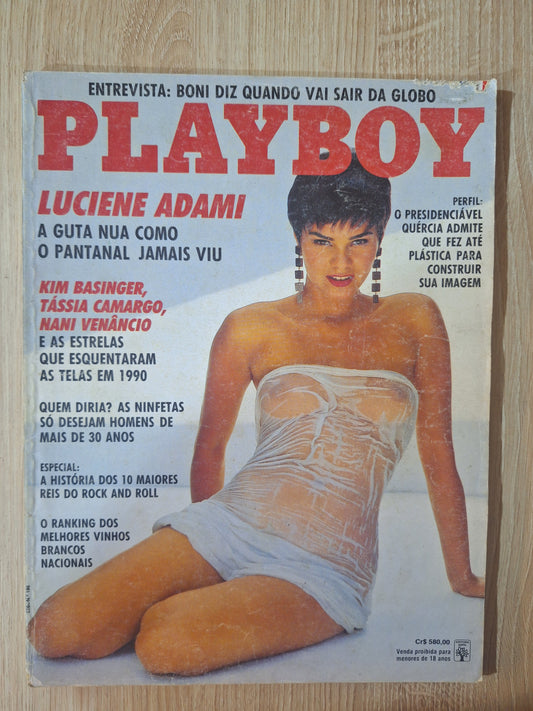 ENTREVISTA: BONI DIZ QUANDO VAI SAIR DA GLOBO
PLAYBOY
LUCIENE ADAMI
A GUTA NUA COMO
O PANTANAL JAMAIS VIU
KIM BASINGER,
TÁSSIA CAMARGO,
NANI VENÂNCIO
E AS ESTRELAS
QUE ESQUENTARAM
AS TELAS EM 1990
QUEM DIRIA? AS NINFETAS
SÓ DESEJAM HOMENS DE
MAIS DE 30 ANOS
ESPECIAL:
A HISTÓRIA DOS 10 MAIORES
REIS DO ROCK AND ROLL
O RANKING DOS
MELHORES VINHOS
BRANCOS
NACIONAIS
PERFIL:
O PRESIDENCIÁVEL
QUÉRCIA ADMITE
QUE FEZ ATÉ
PLÁSTICA PARA
CONSTRUIR
SUA IMAGEM
Cr$ 580,00
Venda proibida para
menores de 18 anos